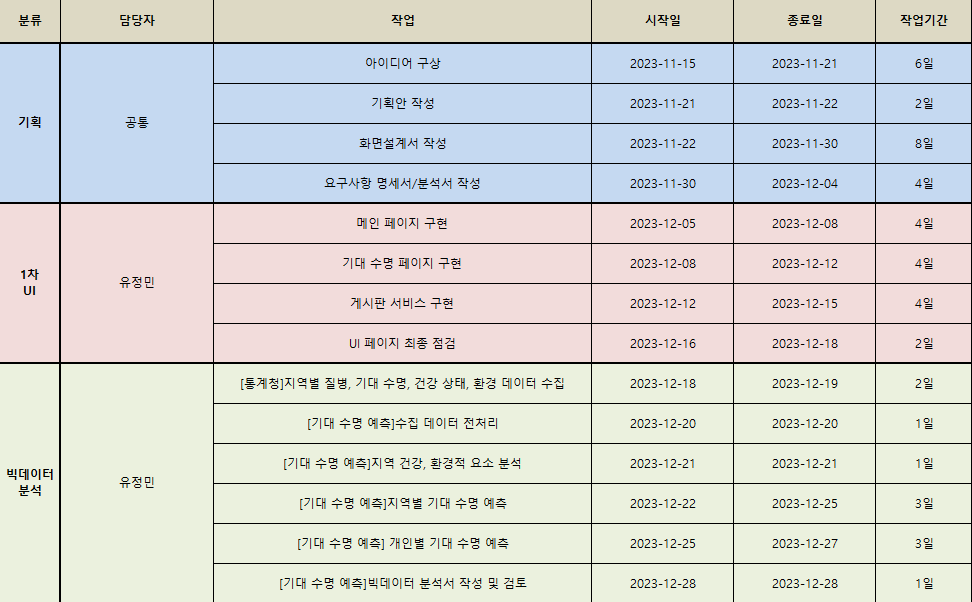 분류 담당자 작업 시작일 종료일 작업기간
기획 공통 아이디어 구상 2023-11-15 2023-11-21 6일
기획안 작성 2023-11-21 2023-11-22 2일
화면설계서 작성 2023-11-22 2023-11-30 8일
요구사항 명세서/분석서 작성 2023-11-30 2023-12-04 4일
1차
UI
유정민
메인 페이지 구현 2023-12-05 2023-12-08 4일
기대 수명 페이지 구현 2023-12-08 2023-12-12 4일
게시판 서비스 구현 2023-12-12 2023-12-15 4일
UI 페이지 최종 점검 2023-12-16 2023-12-18 2일
빅데이터
분석
유정민
[통계청]지역별 질병, 기대 수명, 건강 상태, 환경 데이터 수집 2023-12-18 2023-12-19 2일
[기대 수명 예측]수집 데이터 전처리 2023-12-20 2023-12-20 1일
[기대 수명 예측]지역 건강, 환경적 요소 분석 2023-12-21 2023-12-21 1일
[기대 수명 예측]지역별 기대 수명 예측 2023-12-22 2023-12-25 3일
[기대 수명 예측] 개인별 기대 수명 예측 2023-12-25 2023-12-27 3일
[기대 수명 예측]빅데이터 분석서 작성 및 검토 2023-12-28 2023-12-28 1일